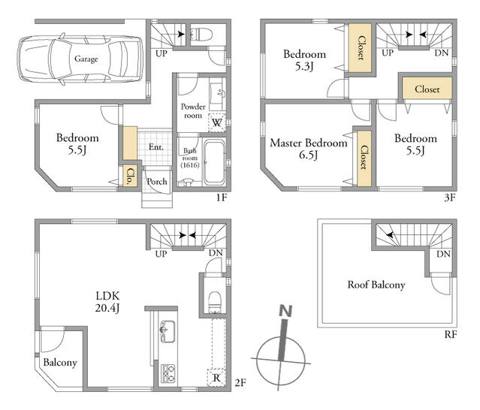 Garage
UP
Powder
room
W
Bedroom
5.5J
Ent.
Bath
room
(1616)
Clo.
Porch
1F
Bedroom
5.3J
Closet
UP
DN
Closet
Master Bedroom
6.5J
Closet
Bedroom
5.5J
3F
UP
DN
LDK
20.4J
Balcony
R
2F
DN
Roof Balcony
RF
N